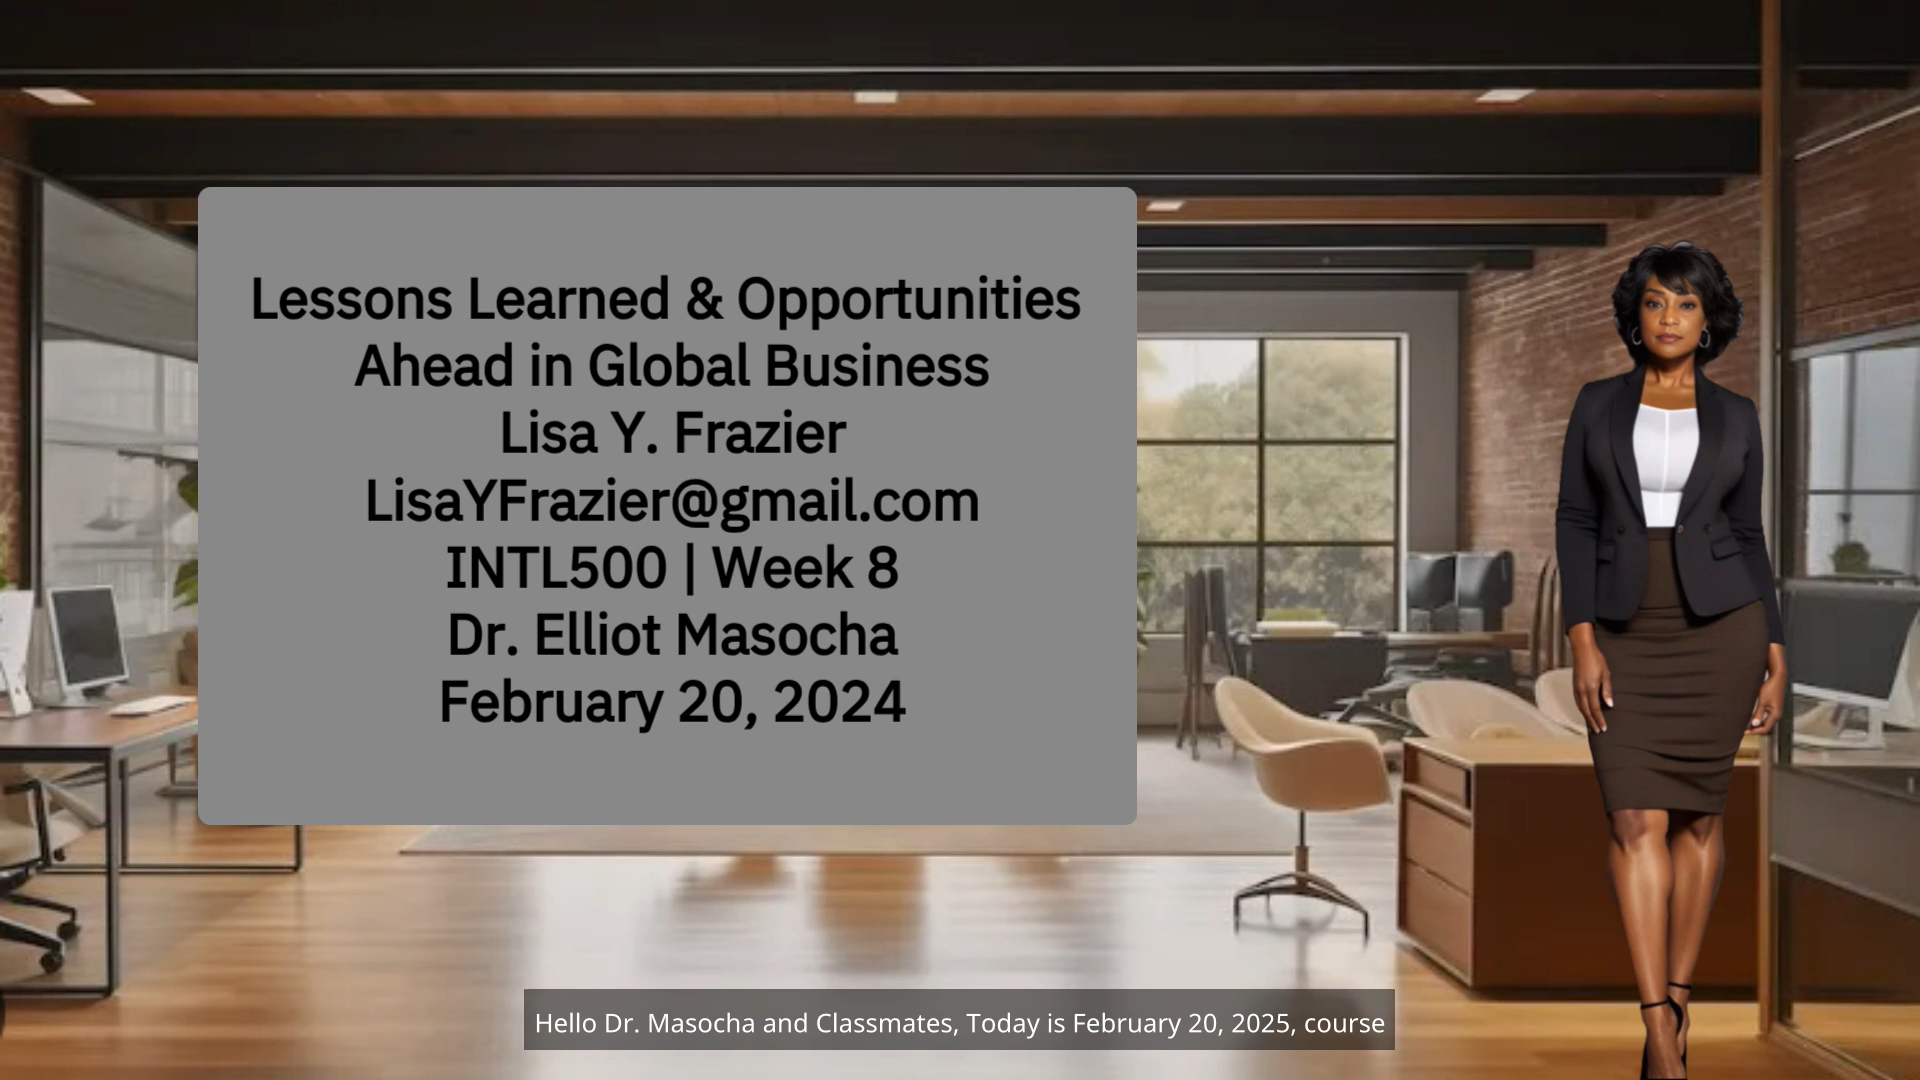 Lessons Learned & Opportunities
Ahead in Global Business
Lisa Y. Frazier
LisaYFrazier@gmail.com
INTL500 | Week 8
Dr. Elliot Masocha
February 20, 2024
Hello Dr. Masocha and Classmates, Today is February 20, 2025, course